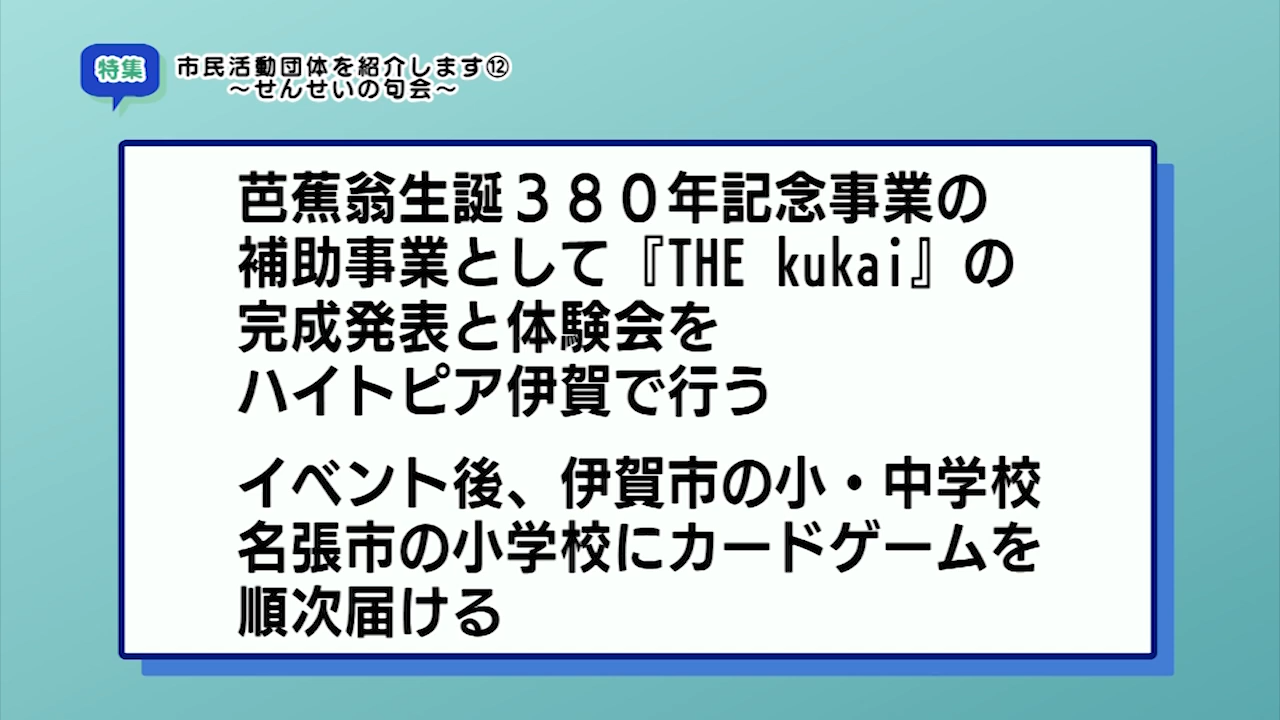 特集
市民活動団体を紹介します⑫
～せんせいの句会～
芭蕉翁生誕３８０年記念事業の
補助事業として『THE kukai』の
完成発表と体験会を
ハイトピア伊賀で行う
イベント後、伊賀市の小・中学校
名張市の小学校にカードゲームを
順次届ける